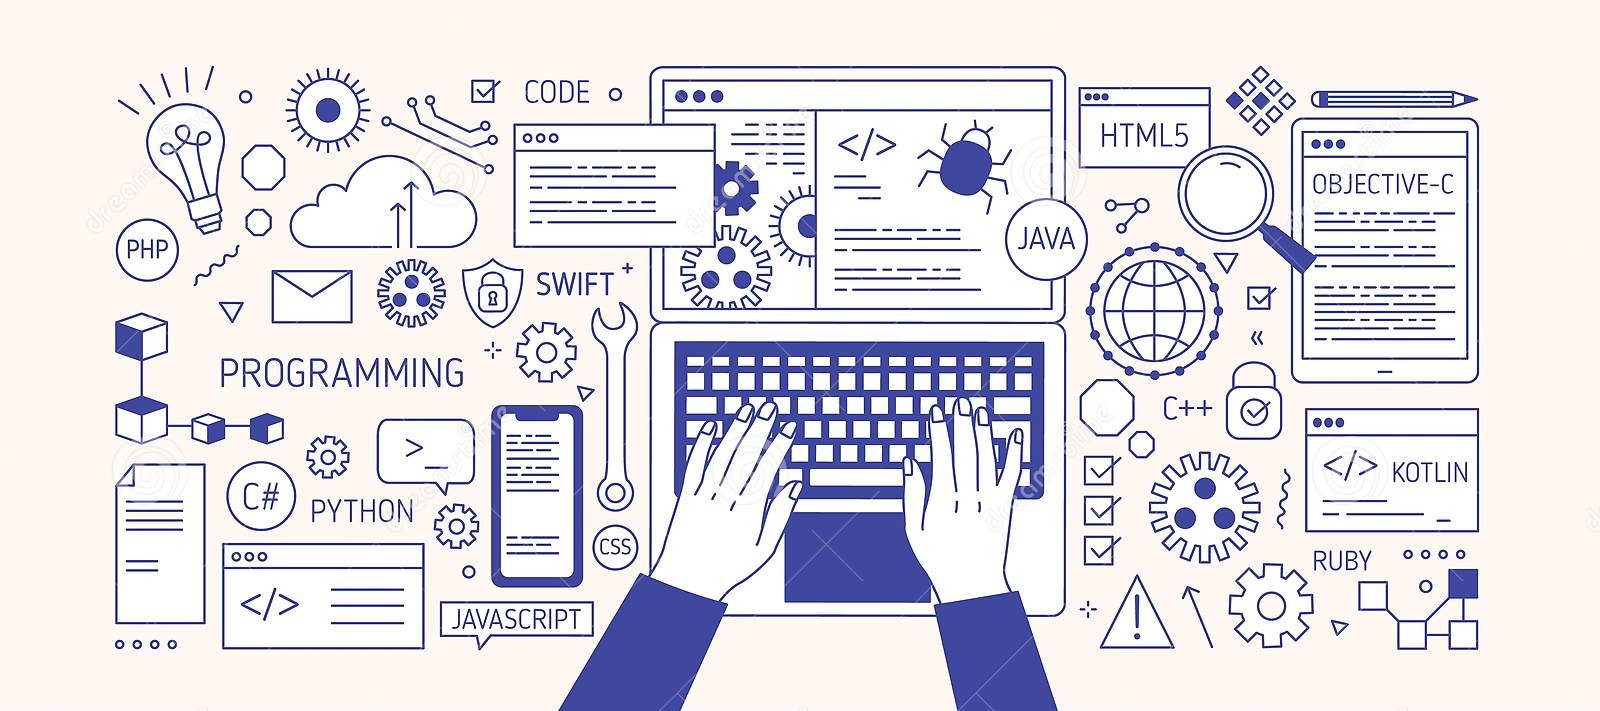 CODE
HTML5
</>
OBJECTIVE-C
PHP
JAVA
SWIFT
PROGRAMMING
C++
>_
</>
KOTLIN
C#
PYTHON
CSS
RUBY
</>
JAVASCRIPT